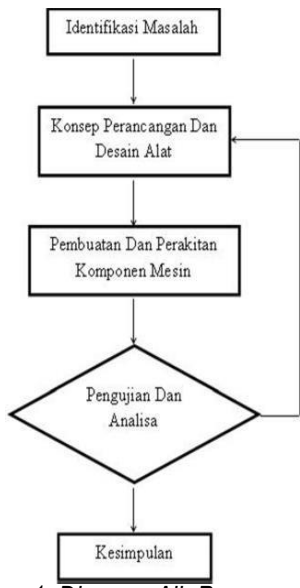 Identifikasi Masalah
Konsep Perancangan Dan
Desain Alat
Pembuatan Dan Perakitan
Komponen Mesin
Pengujian Dan
Analisa
Kesimpulan